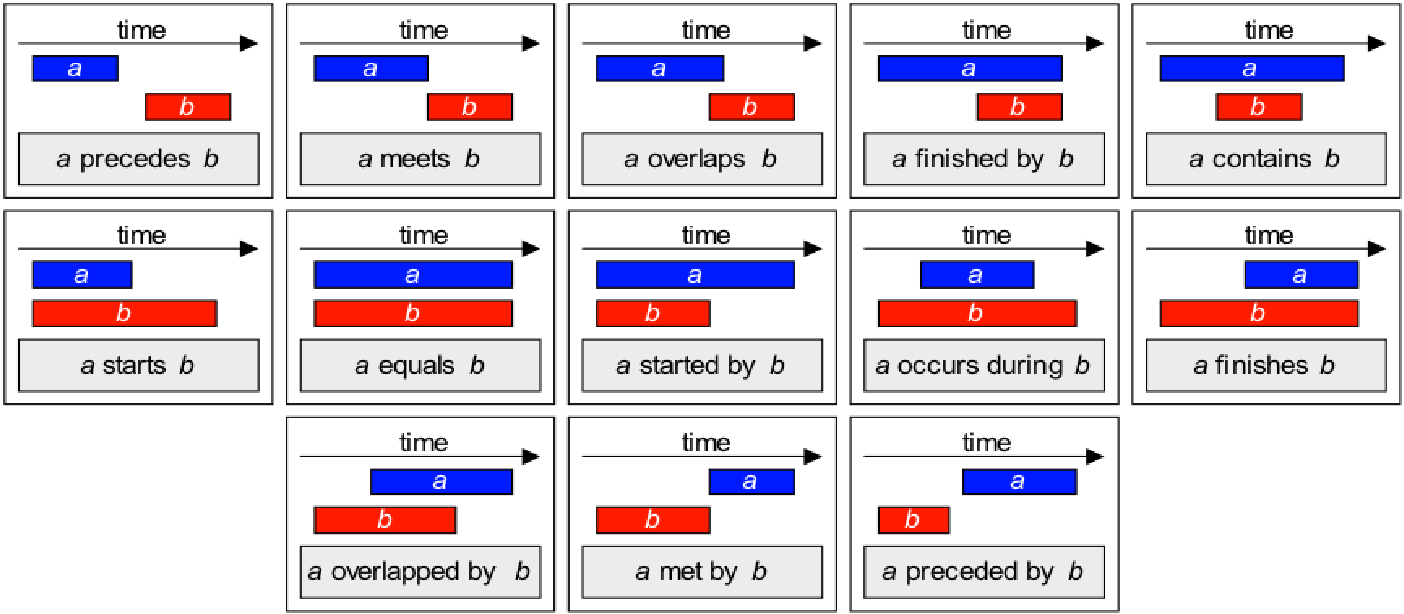 time
a
b
a precedes b
time
a
b
a meets b
time
a
b
a overlaps b
time
a
b
a finished by b
time
a
b
a contains b
time
a
b
a starts b
time
a
b
a equals b
time
a
b
a started by b
time
a
b
a occurs during b
time
a
b
a finishes b
time
a
b
a overlapped by b
time
a
b
a met by b
time
a
b
a preceded by b